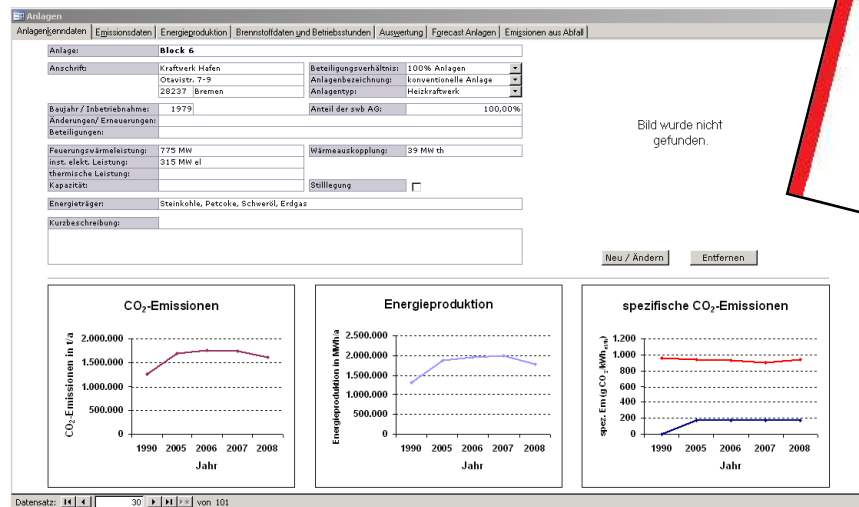 Anlagen
Anlagenkenndaten Emissionsdaten Energieproduktion Brennstoffdaten und Betriebsstunden Auswertung Forecast Anlagen Emissionen aus Abfall
Anlage: Block 6
Anschrift: Kraftwerk Hafen Beteiligungsverhältnis: 100% Anlagen
Otavistr. 7-9 Anlagenbezeichnung: konventionelle Anlage
28237 Bremen Anlagentyp: Heizkraftwerk
Baujahr / Inbetriebnahme: 1979 Anteil der swb AG: 100,00%
Änderungen/ Erneuerungen:
Beteiligungen:
Bild wurde nicht
gefunden.
Feuerungswärmeleistung: 775 MW Wärmeauskopplung: 39 MW th
inst. elekt. Leistung: 315 MW el
thermische Leistung:
Kapazität: Stilllegung
Energieträger: Steinkohle, Petcoke, Schweröl, Erdgas
Kurzbeschreibung:
Neu / Ändern Entfernen
CO₂-Emissionen
CO₂-Emissionen in t/a
2.000.000
1.500.000
1.000.000
500.000
0
1990 2005 2006 2007 2008
Jahr
Energieproduktion
Energieproduktion in MWh/a
2.500.000
2.000.000
1.500.000
1.000.000
500.000
0
1990 2005 2006 2007 2008
Jahr
spezifische CO₂-Emissionen
spez. Em (g CO₂/kWh
1.200
1.000
800
600
400
200
0
1990 2005 2006 2007 2008
Jahr
Datensatz: 30 von 101